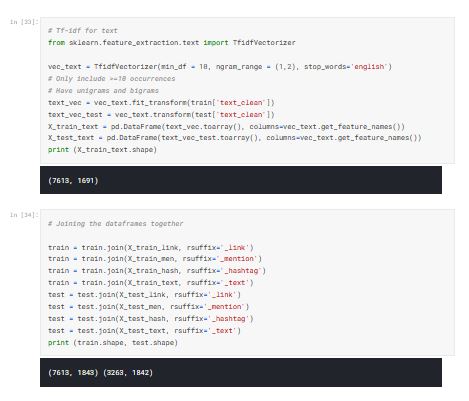 In [33]:
# Tf-idf for text
from sklearn.feature_extraction.text import TfidfVectorizer
vec_text = TfidfVectorizer(min_df = 10, ngram_range = (1,2), stop_words='english')
# Only include >=10 occurrences
# Have unigrams and bigrams
text_vec = vec_text.fit_transform(train['text_clean'])
text_vec_test = vec_text.transform(test['text_clean'])
X_train_text = pd.DataFrame(text_vec.toarray(), columns=vec_text.get_feature_names())
X_test_text = pd.DataFrame(text_vec_test.toarray(), columns=vec_text.get_feature_names())
print (X_train_text.shape)
(7613, 1691)
In [34]:
# Joining the dataframes together
train = train.join(X_train_link, rsuffix='_link')
train = train.join(X_train_men, rsuffix='_mention')
train = train.join(X_train_hash, rsuffix='_hashtag')
train = train.join(X_train_text, rsuffix='_text')
test = test.join(X_test_link, rsuffix='_link')
test = test.join(X_test_men, rsuffix='_mention')
test = test.join(X_test_hash, rsuffix='_hashtag')
test = test.join(X_test_text, rsuffix='_text')
print (train.shape, test.shape)
(7613, 1843) (3263, 1842)